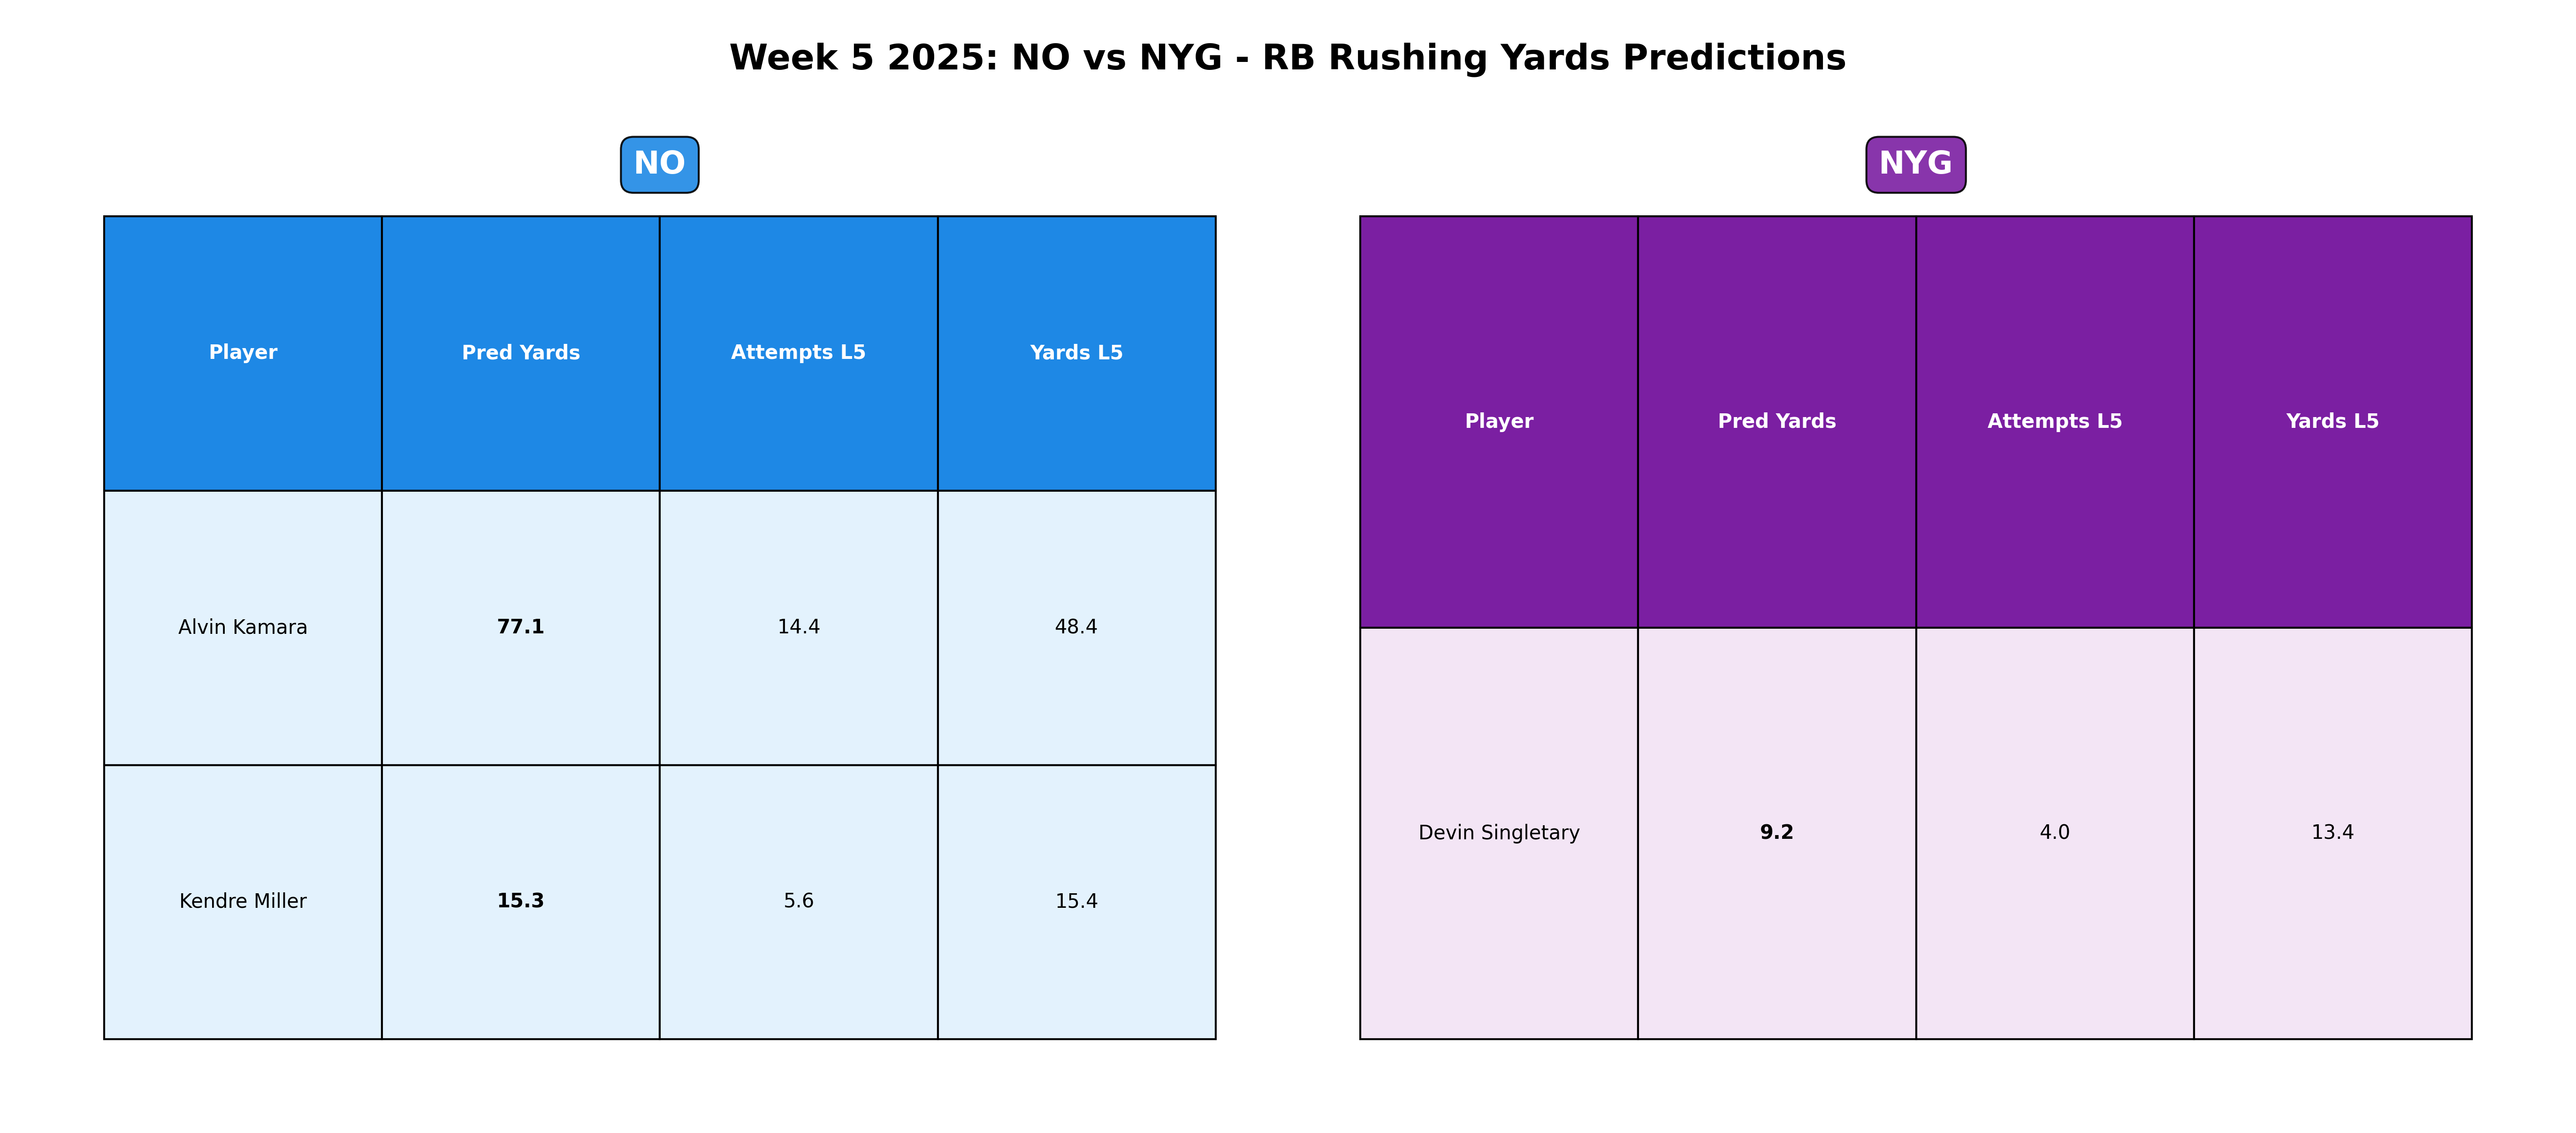 Week 5 2025: NO vs NYG - RB Rushing Yards Predictions
NO
Player Pred Yards Attempts L5 Yards L5
Alvin Kamara 77.1 14.4 48.4
Kendre Miller 15.3 5.6 15.4
NYG
Player Pred Yards Attempts L5 Yards L5
Devin Singletary 9.2 4.0 13.4